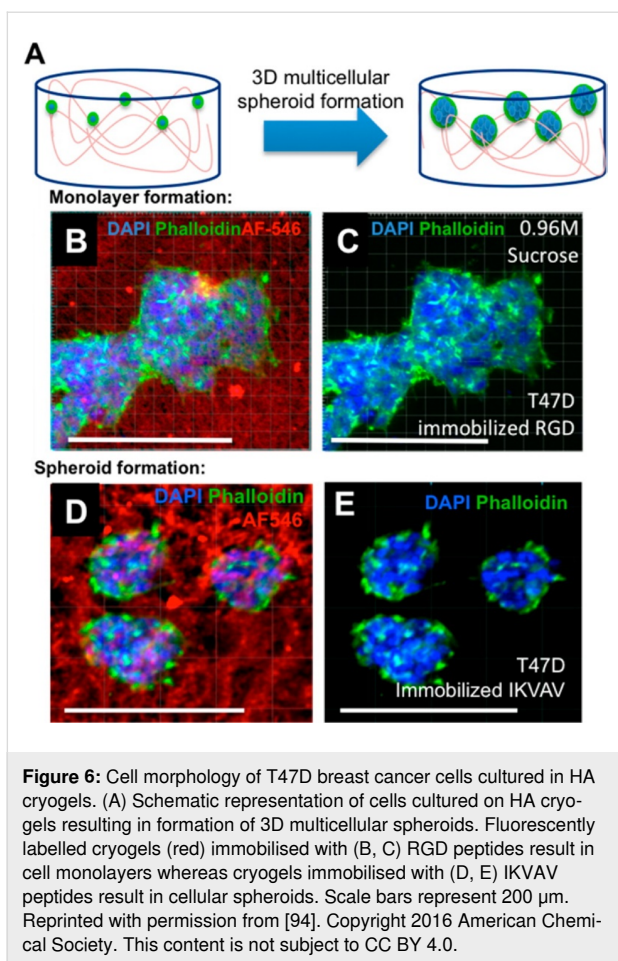 A
3D multicellular
spheroid formation
Monolayer formation:
B
DAPI PhalloidinAF-546
C
DAPI Phalloidin
0.96M
Sucrose
T47D
immobilized RGD
Spheroid formation:
D
DAPI Phalloidin
AF546
E
DAPI Phalloidin
T47D
Immobilized IKVAV
Figure 6: Cell morphology of T47D breast cancer cells cultured in HA
cryogels. (A) Schematic representation of cells cultured on HA cryo-
gels resulting in formation of 3D multicellular spheroids. Fluorescently
labelled cryogels (red) immobilised with (B, C) RGD peptides result in
cell monolayers whereas cryogels immobilised with (D, E) IKVAV
peptides result in cellular spheroids. Scale bars represent 200 µm.
Reprinted with permission from [94]. Copyright 2016 American Chemi-
cal Society. This content is not subject to CC BY 4.0.